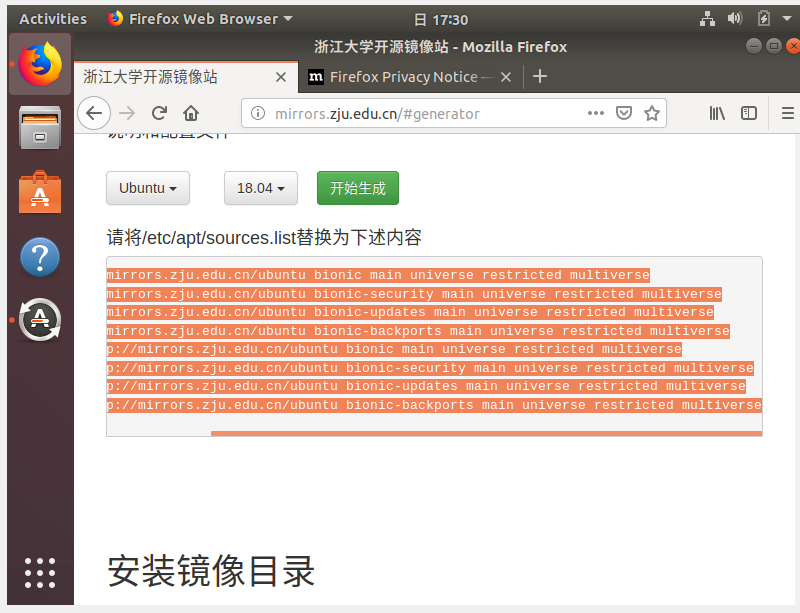 Activities Firefox Web Browser 日 17:30
浙江大学开源镜像站 - Mozilla Firefox
浙江大学开源镜像站 Firefox Privacy Notice —
mirrors.zju.edu.cn/#generator
说明和配置文件
Ubuntu 18.04 开始生成
请将/etc/apt/sources.list替换为下述内容
mirrors.zju.edu.cn/ubuntu bionic main universe restricted multiverse
mirrors.zju.edu.cn/ubuntu bionic-security main universe restricted multiverse
mirrors.zju.edu.cn/ubuntu bionic-updates main universe restricted multiverse
mirrors.zju.edu.cn/ubuntu bionic-backports main universe restricted multiverse
p://mirrors.zju.edu.cn/ubuntu bionic main universe restricted multiverse
p://mirrors.zju.edu.cn/ubuntu bionic-security main universe restricted multiverse
p://mirrors.zju.edu.cn/ubuntu bionic-updates main universe restricted multiverse
p://mirrors.zju.edu.cn/ubuntu bionic-backports main universe restricted multiverse
安装镜像目录